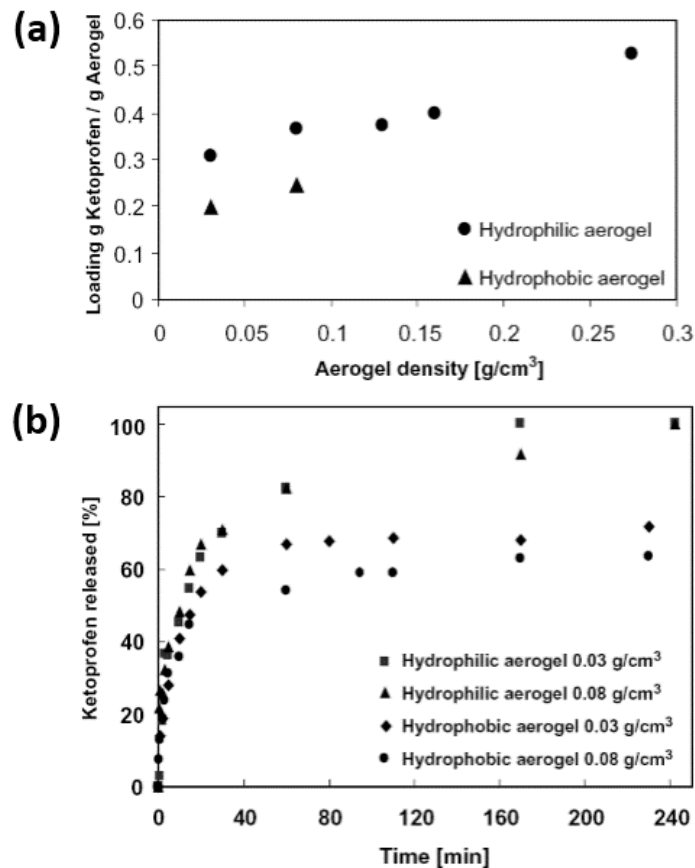 (a)
Loading g Ketoprofen / g Aerogel
0.6
0.5
0.4
0.3
0.2
0.1
0
Hydrophilic aerogel
Hydrophobic aerogel
0 0.05 0.1 0.15 0.2 0.25 0.3
Aerogel density [g/cm³]
(b)
Ketoprofen released [%]
100
80
60
40
20
0
Hydrophilic aerogel 0.03 g/cm³
Hydrophilic aerogel 0.08 g/cm³
Hydrophobic aerogel 0.03 g/cm³
Hydrophobic aerogel 0.08 g/cm³
0 40 80 120 160 200 240
Time [min]